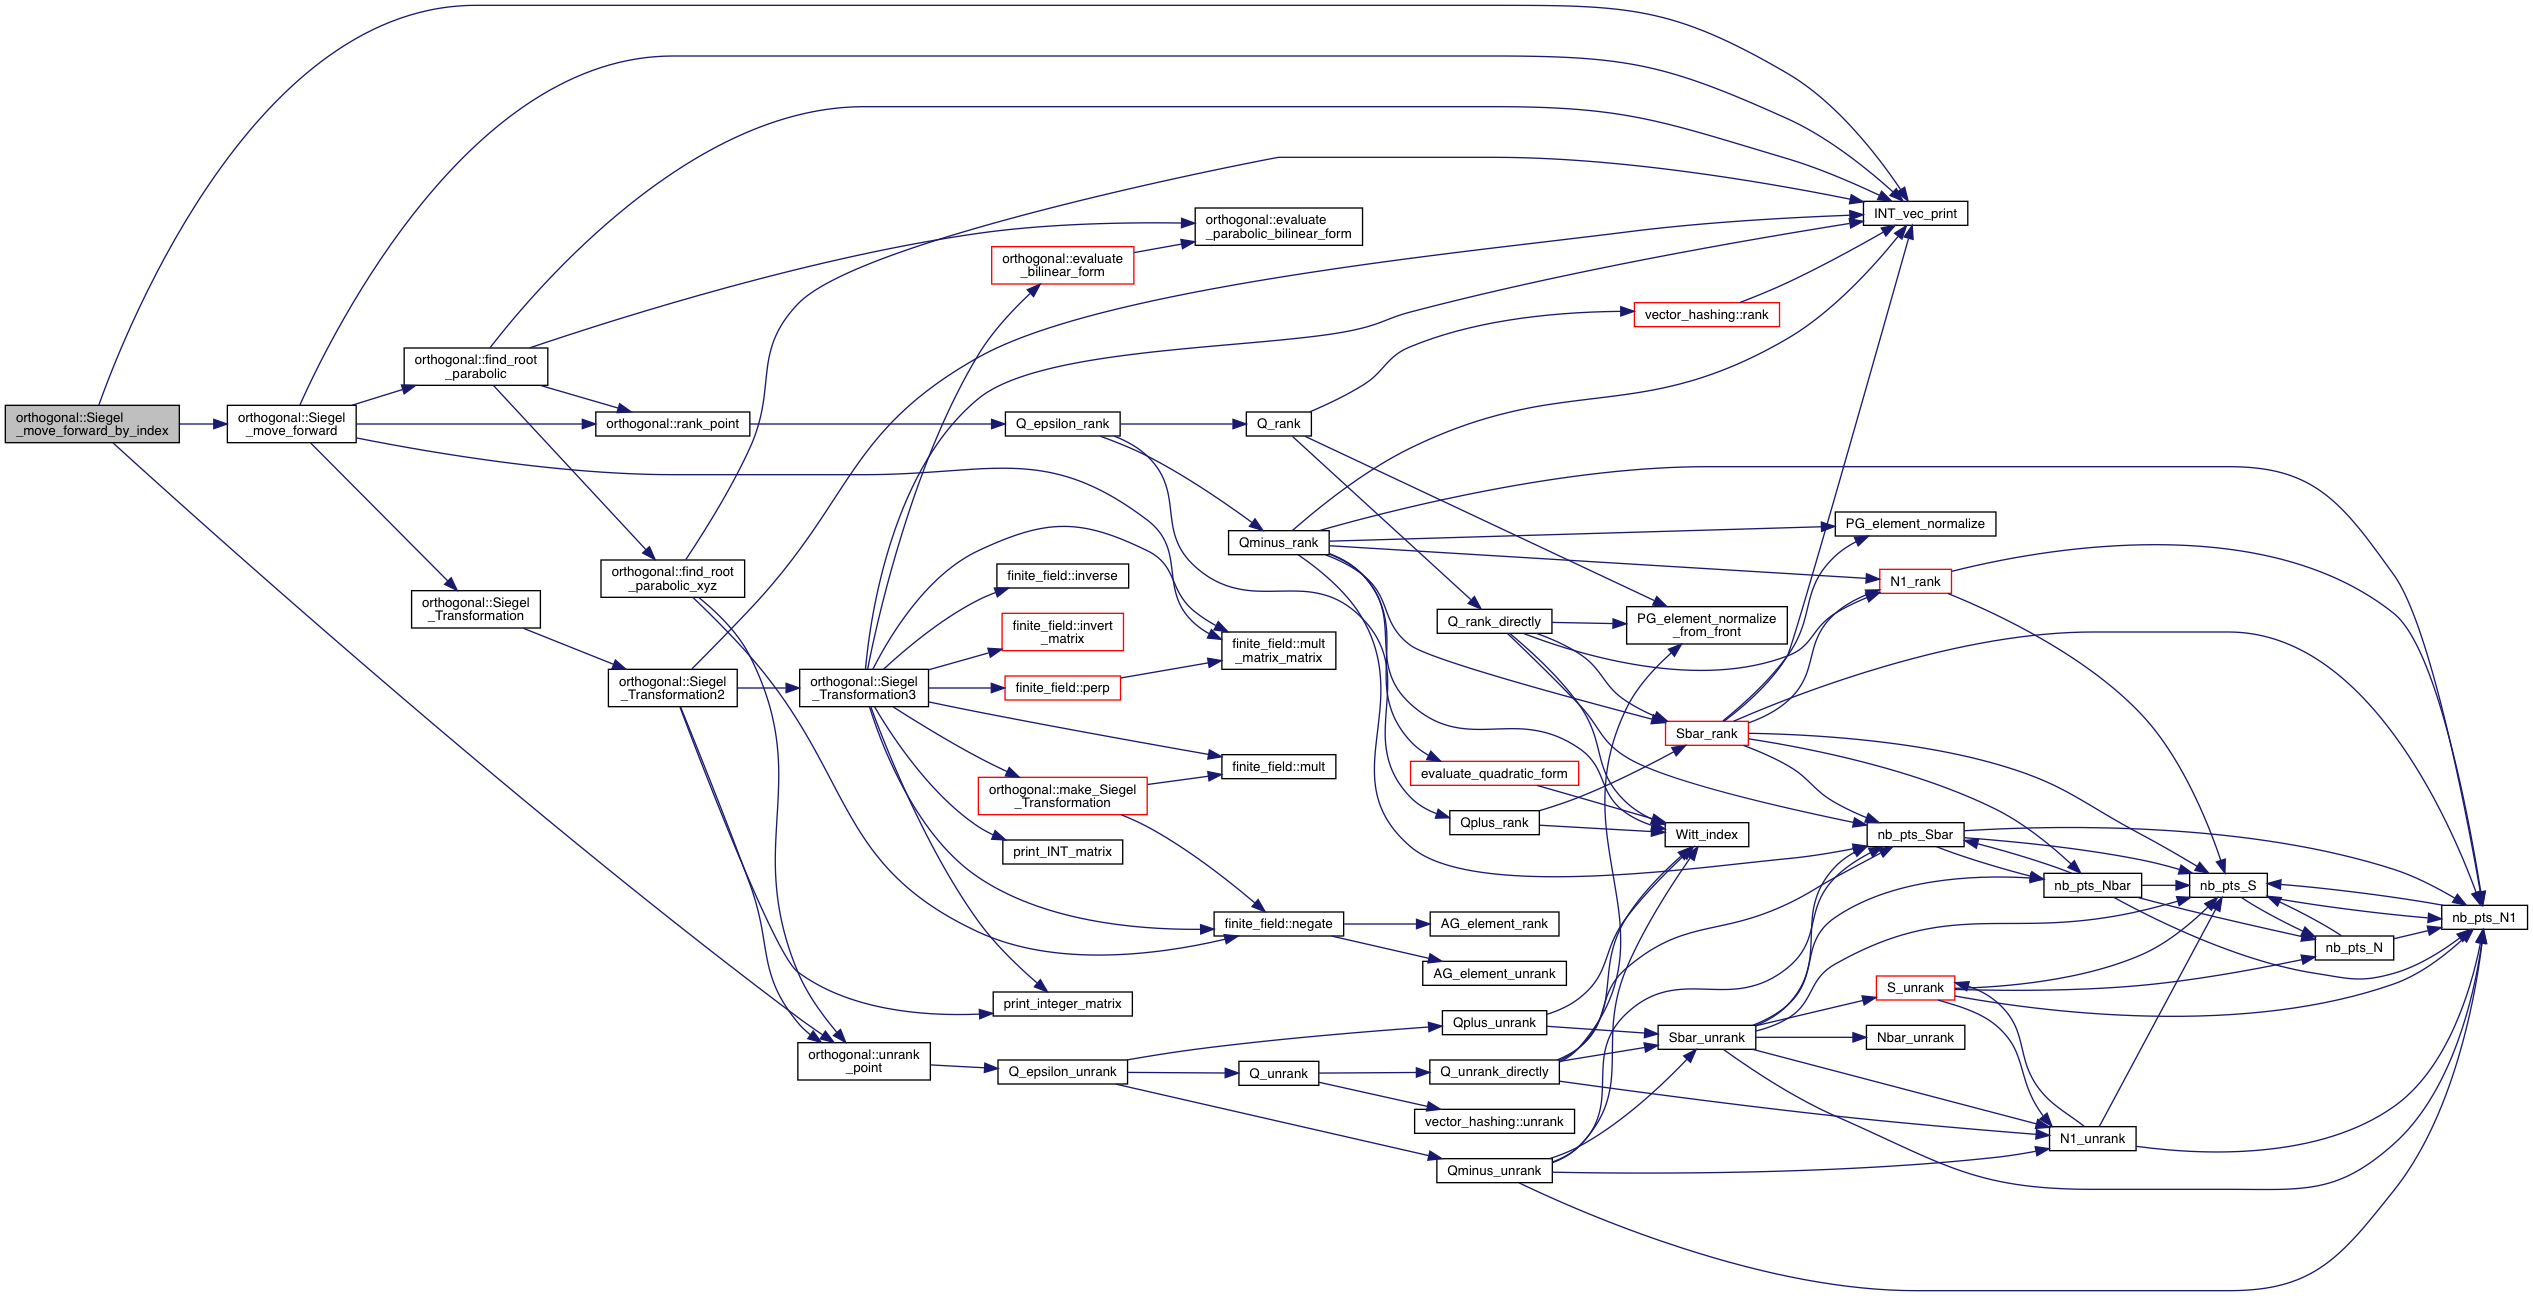 orthogonal::Siegel
_move_forward_by_index
orthogonal::Siegel
_move_forward
orthogonal::find_root
_parabolic
orthogonal::Siegel
_Transformation
orthogonal::rank_point
orthogonal::find_root
_parabolic_xyz
orthogonal::Siegel
_Transformation2
orthogonal::Siegel
_Transformation3
orthogonal::unrank
_point
orthogonal::evaluate
_bilinear_form
Q_epsilon_rank
finite_field::inverse
finite_field::invert
_matrix
finite_field::perp
orthogonal::make_Siegel
_Transformation
print_INT_matrix
print_integer_matrix
Q_epsilon_unrank
orthogonal::evaluate
_parabolic_bilinear_form
Q_rank
Qminus_rank
finite_field::mult
_matrix_matrix
finite_field::mult
finite_field::negate
Q_unrank
Q_rank_directly
evaluate_quadratic_form
Qplus_rank
AG_element_rank
AG_element_unrank
Qplus_unrank
Q_unrank_directly
vector_hashing::unrank
Qminus_unrank
vector_hashing::rank
PG_element_normalize
_from_front
Sbar_rank
Witt_index
Sbar_unrank
INT_vec_print
PG_element_normalize
N1_rank
nb_pts_Sbar
S_unrank
Nbar_unrank
nb_pts_Nbar
N1_unrank
nb_pts_S
nb_pts_N
nb_pts_N1